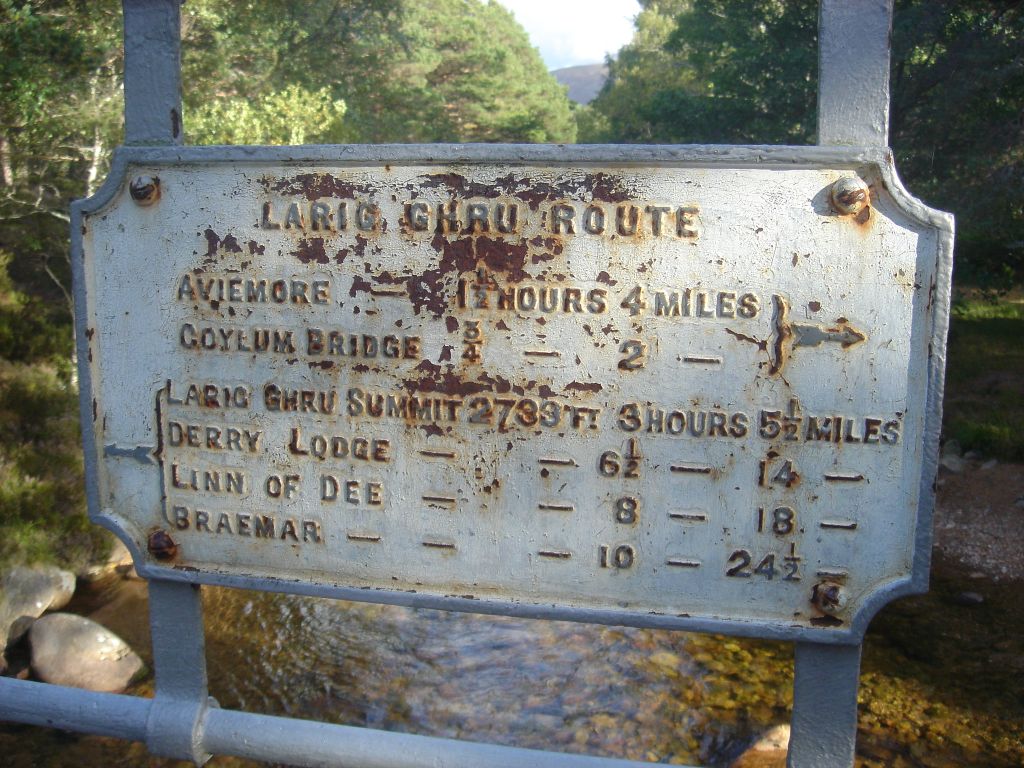 LARIG GHRU ROUTE
AVIEMORE — 1½ HOURS 4 MILES
COYLUM BRIDGE ¾ — 2 —
LARIG GHRU SUMMIT 2733 FT. 3 HOURS 5½ MILES
DERRY LODGE — — 6½ — 14 —
LINN OF DEE — — 8 — 18 —
BRAEMAR — — — 10 — 24½ —